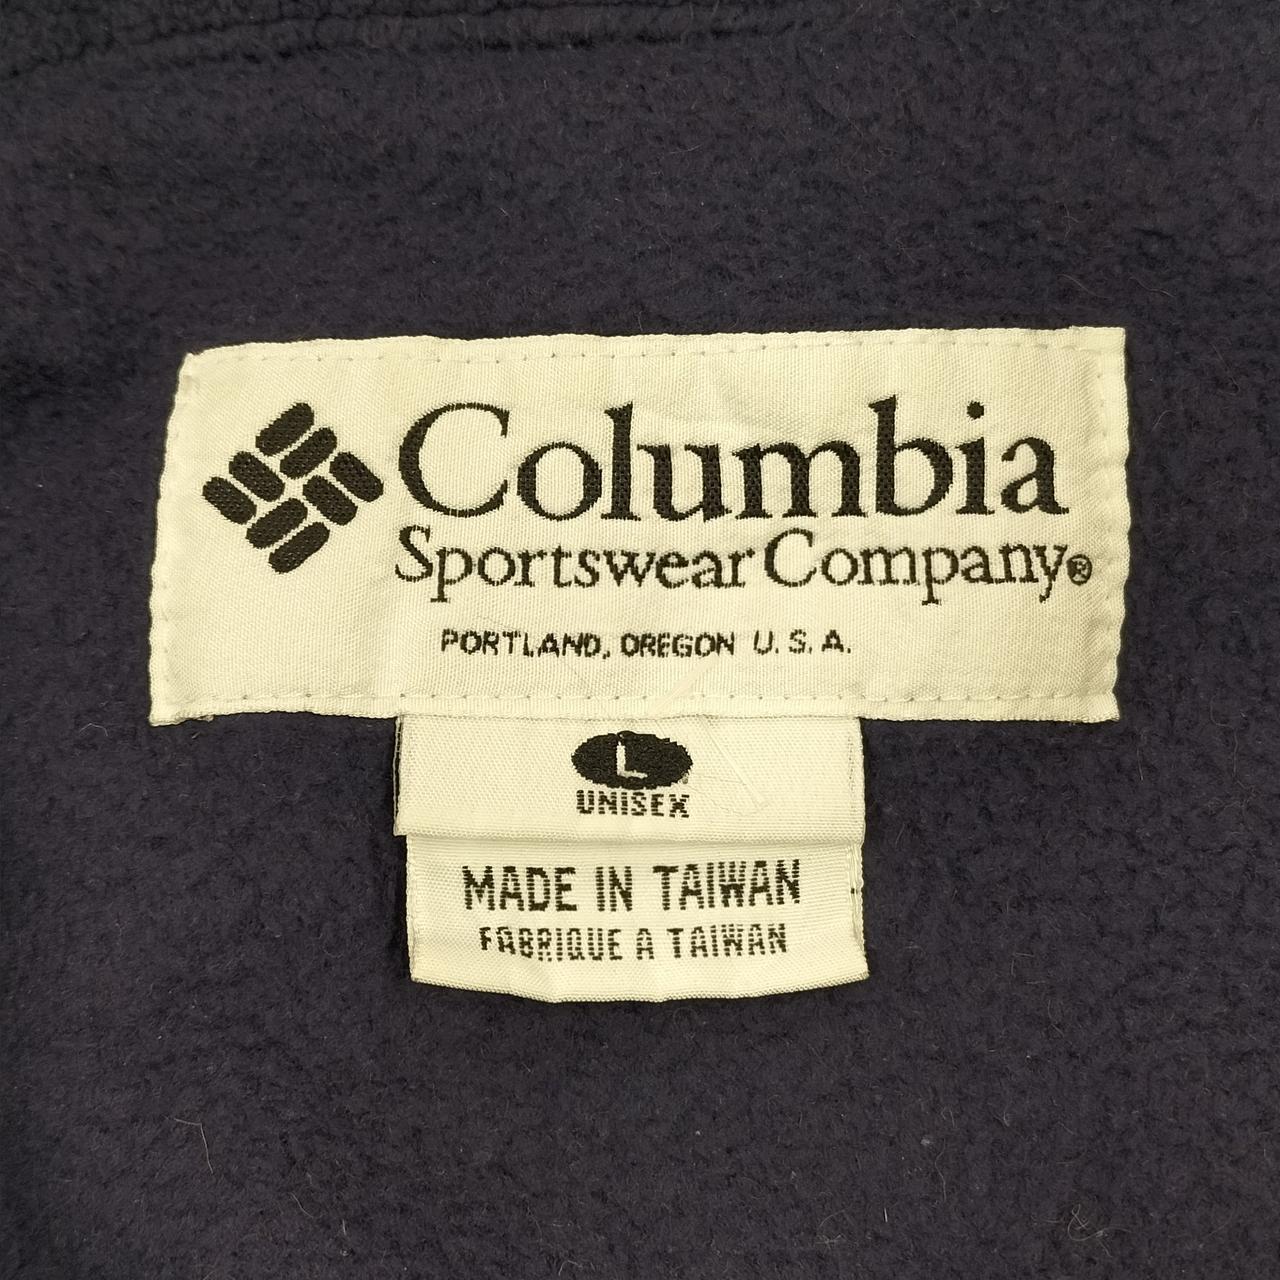 Columbia
Sportswear Company®
PORTLAND, OREGON U.S.A.
L
UNISEX
MADE IN TAIWAN
FABRIQUE A TAIWAN